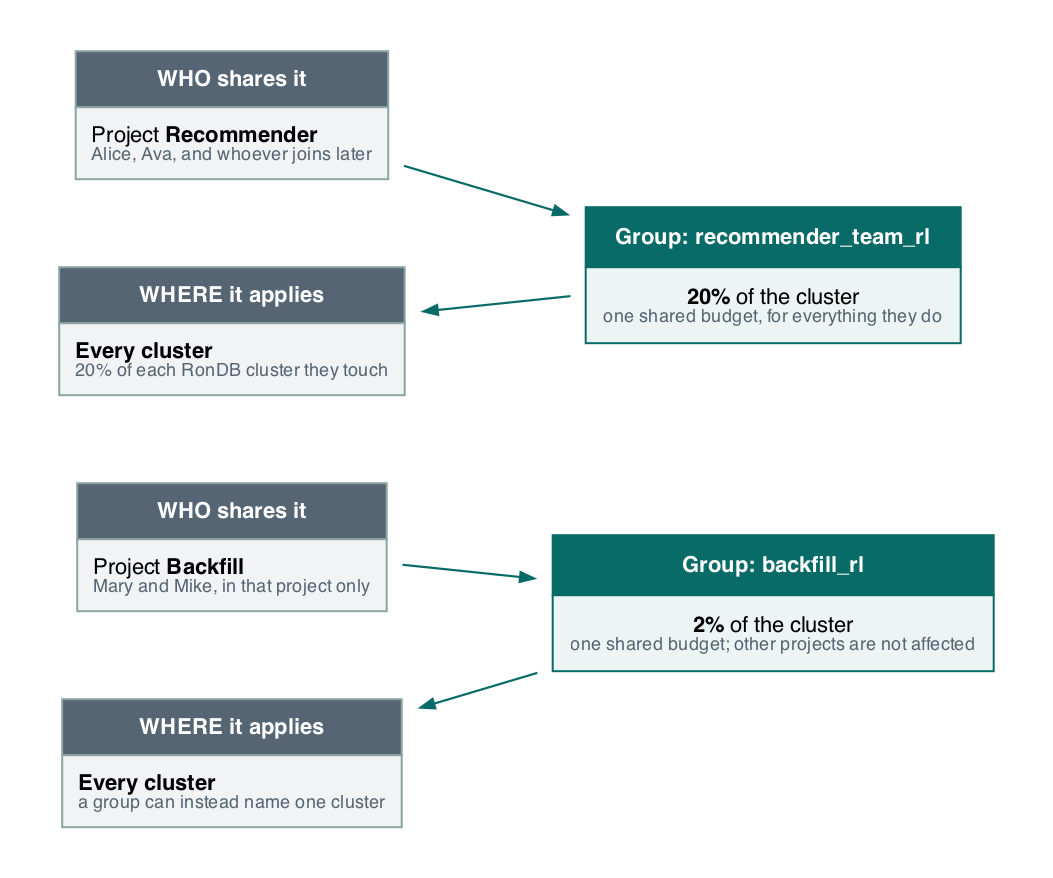 WHO shares it
Project Recommender
Alice, Ava, and whoever joins later
Group: recommender_team_rl
20% of the cluster
one shared budget, for everything they do
WHERE it applies
Every cluster
20% of each RonDB cluster they touch
WHO shares it
Project Backfill
Mary and Mike, in that project only
Group: backfill_rl
2% of the cluster
one shared budget; other projects are not affected
WHERE it applies
Every cluster
a group can instead name one cluster